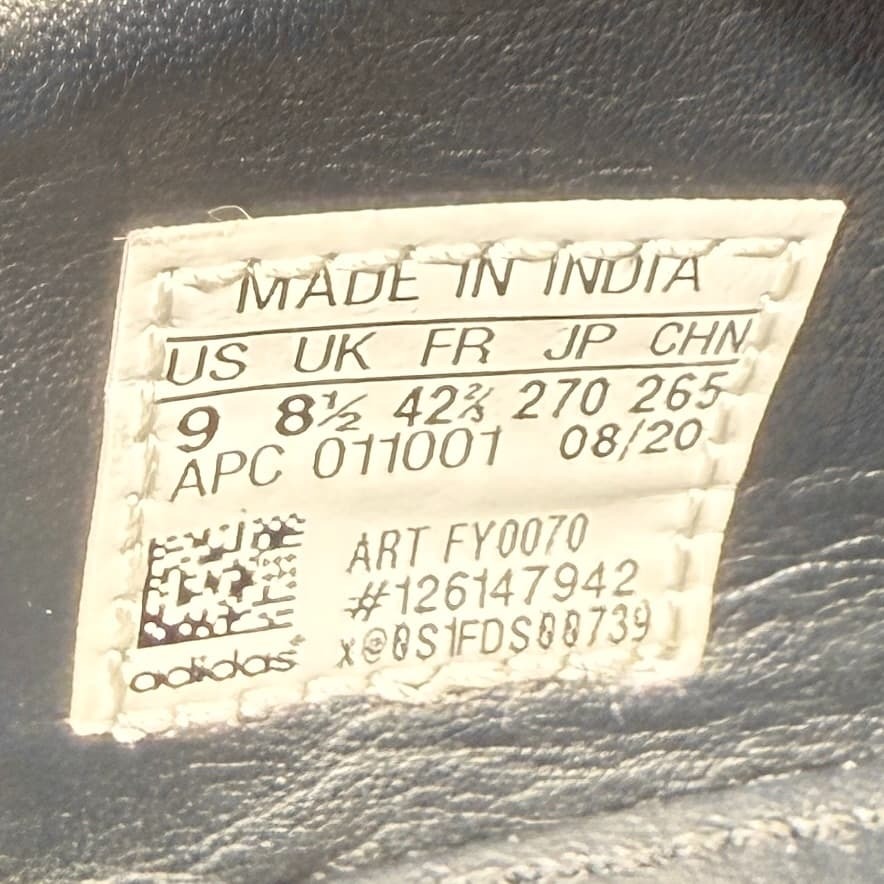 MADE IN INDIA
US UK FR JP CHN
9 8½ 42⅔ 270 265
APC 011001 08/20
ART FY0070
#126147942
adidas